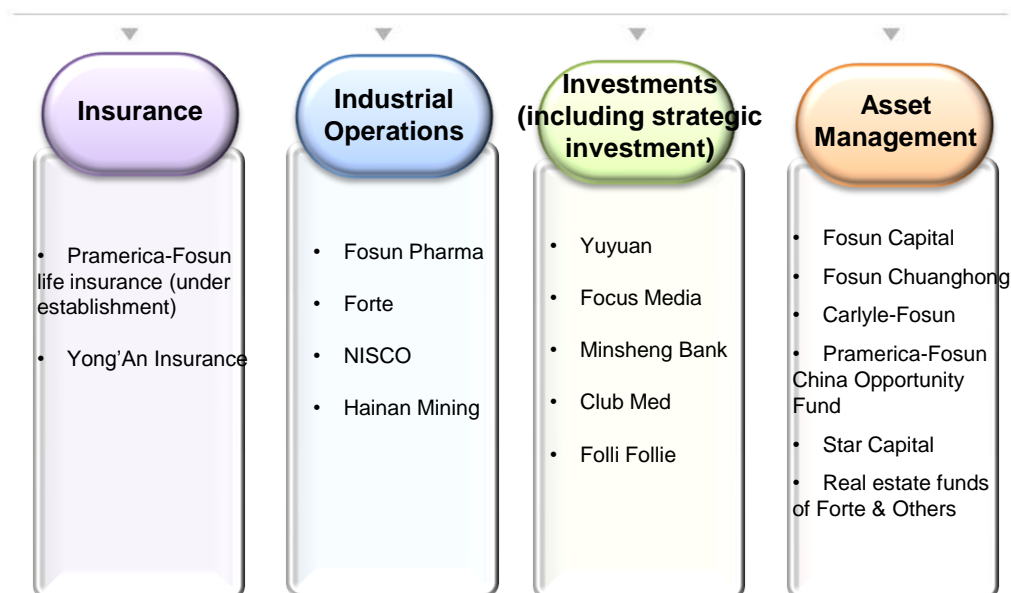 Insurance
• Pramerica-Fosun
life insurance (under
establishment)
• Yong’An Insurance
Industrial
Operations
• Fosun Pharma
• Forte
• NISCO
• Hainan Mining
Investments
(including strategic
investment)
• Yuyuan
• Focus Media
• Minsheng Bank
• Club Med
• Folli Follie
Asset
Management
• Fosun Capital
• Fosun Chuanghong
• Carlyle-Fosun
• Pramerica-Fosun
China Opportunity
Fund
• Star Capital
• Real estate funds
of Forte & Others